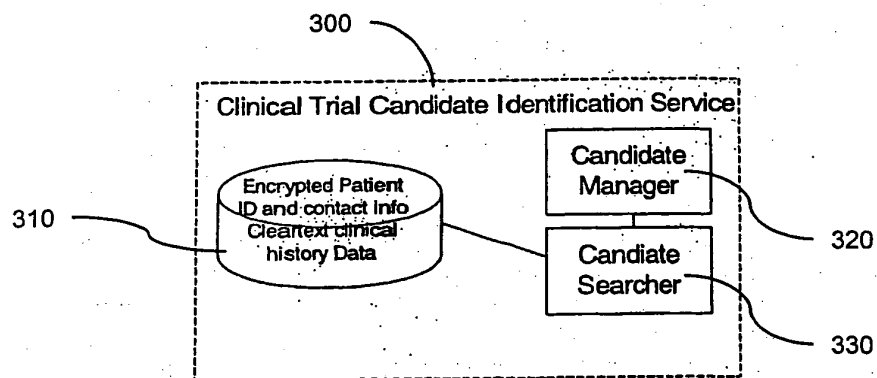 300
Clinical Trial Candidate Identification Service
Candidate
Manager
Encrypted Patient
ID and contact info
Cleartext clinical
history Data
310
320
Candiate
Searcher
330